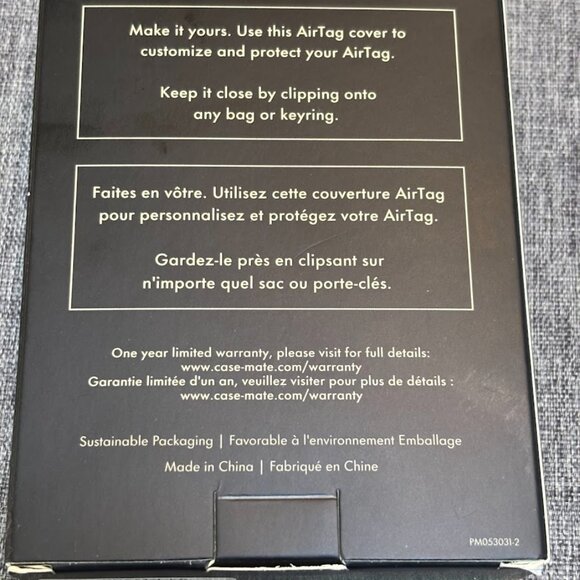 Make it yours. Use this AirTag cover to
customize and protect your AirTag.
Keep it close by clipping onto
any bag or keyring.
Faites en vôtre. Utilisez cette couverture AirTag
pour personnalisez et protégez votre AirTag.
Gardez-le près en clipsant sur
n'importe quel sac ou porte-clés.
One year limited warranty, please visit for full details:
www.case-mate.com/warranty
Garantie limitée d'un an, veuillez visiter pour plus de détails :
www.case-mate.com/warranty
Sustainable Packaging | Favorable à l'environnement Emballage
Made in China | Fabriqué en Chine
PM053031-2